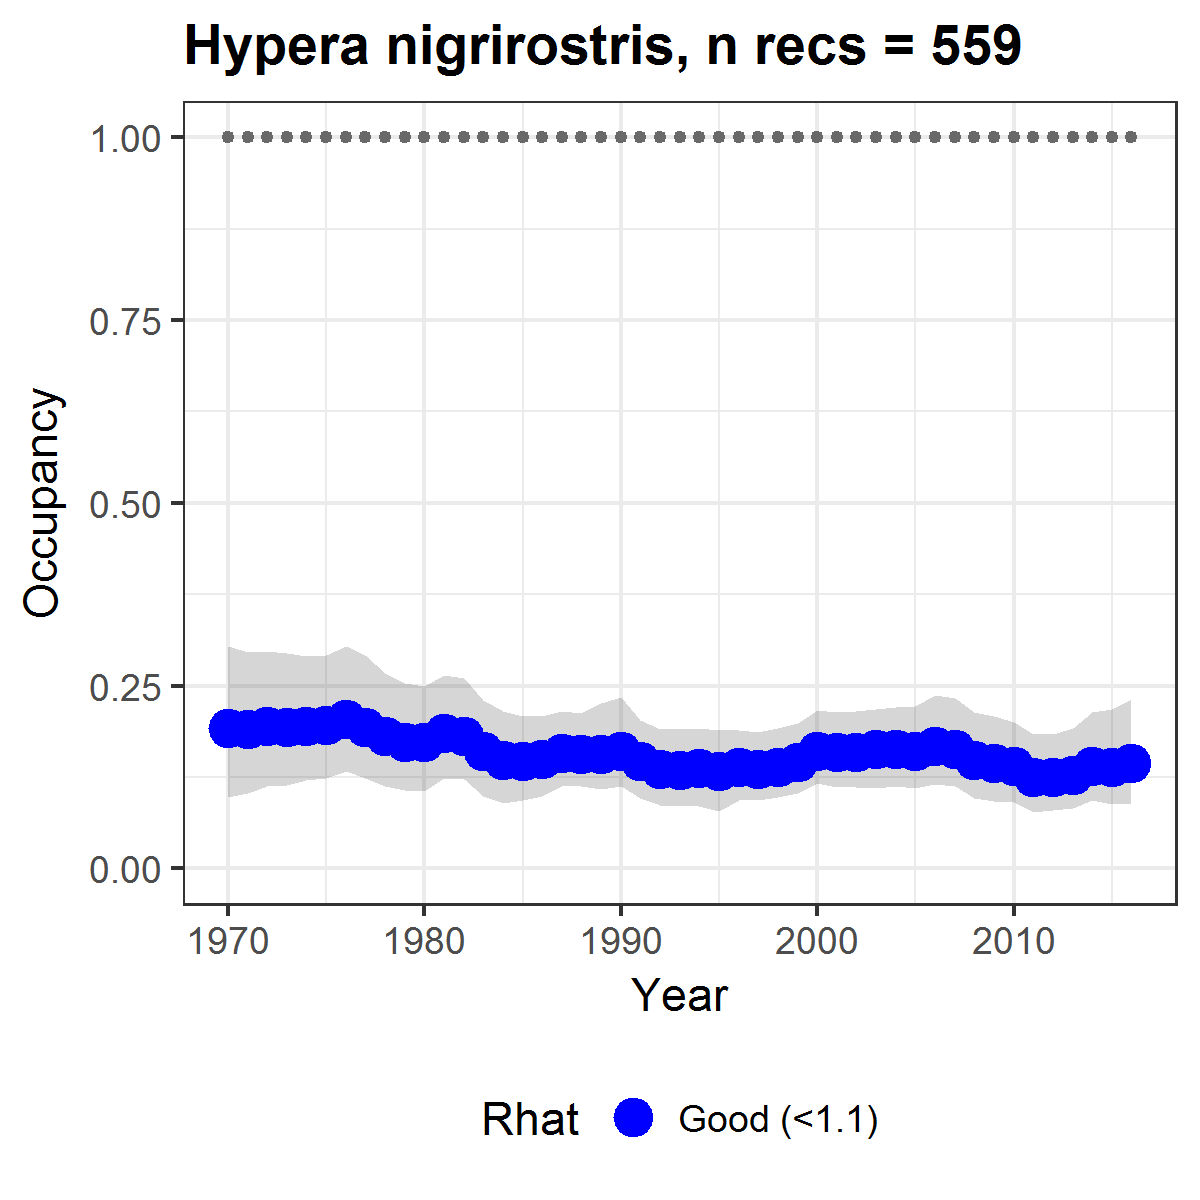 Hypera nigrirostris, n recs = 559
1.00
0.75
0.50
0.25
0.00
Occupancy
1970 1980 1990 2000 2010
Year
Rhat Good (<1.1)